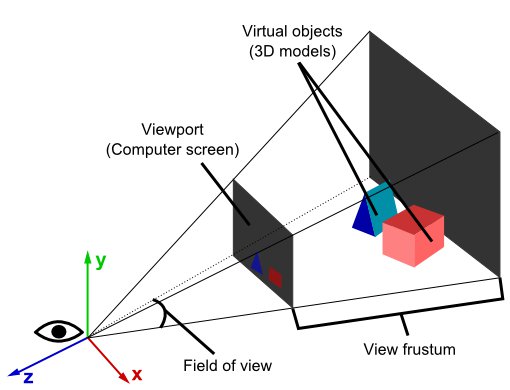 Virtual objects
(3D models)
Viewport
(Computer screen)
y
x
z
Field of view
View frustum